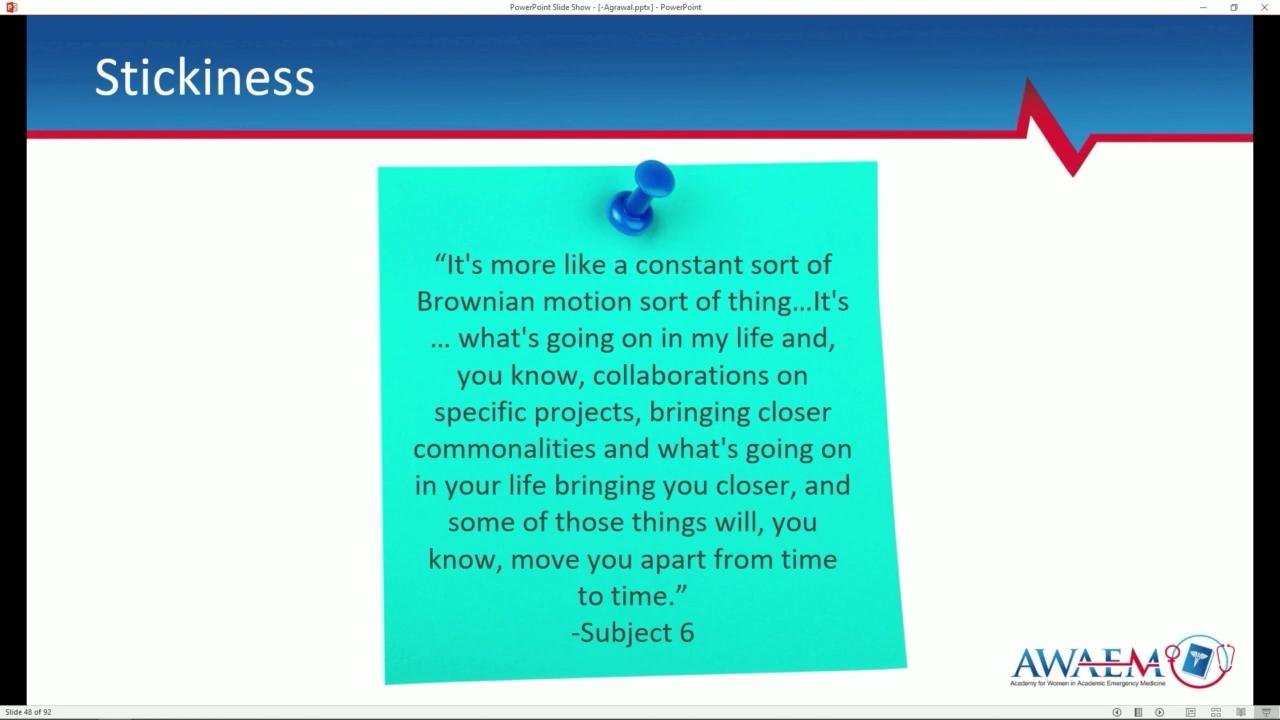 PowerPoint Slide Show - [-Agrawal.pptx] - PowerPoint
Stickiness
“It's more like a constant sort of
Brownian motion sort of thing…It's
… what's going on in my life and,
you know, collaborations on
specific projects, bringing closer
commonalities and what's going on
in your life bringing you closer, and
some of those things will, you
know, move you apart from time
to time.”
-Subject 6
AWAEM
Academy for Women in Academic Emergency Medicine
Slide 48 of 92